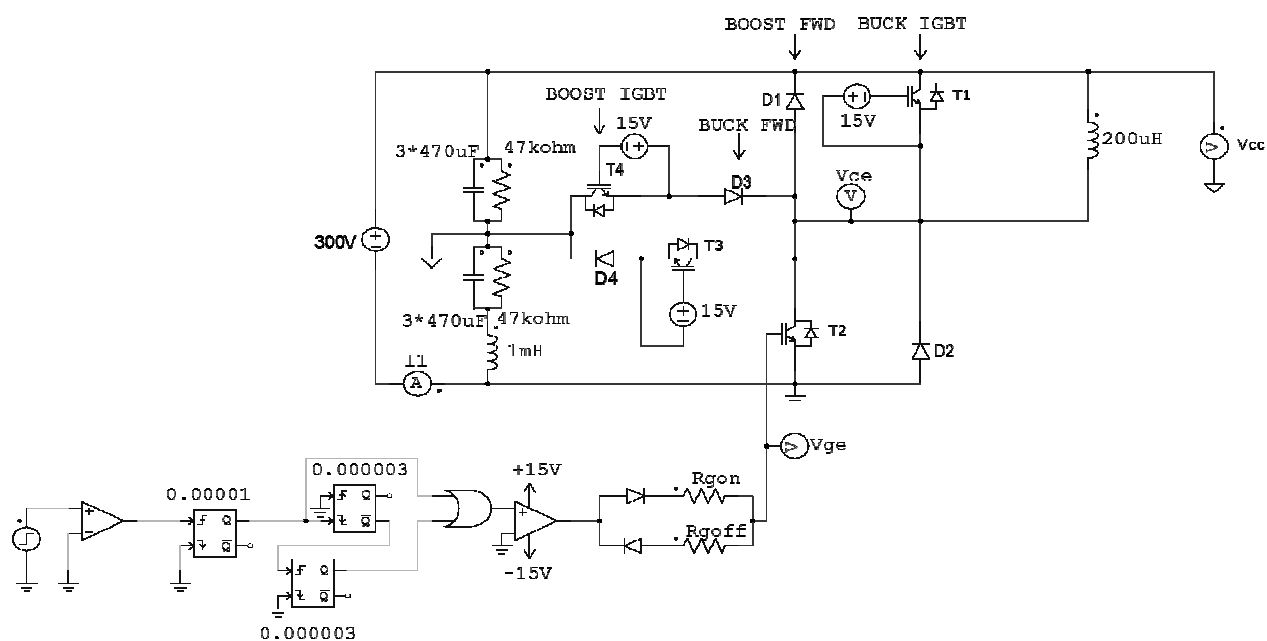 BOOST FWD
BUCK IGBT
BOOST IGBT
15V
BUCK FWD
D1
15V
T1
3*470uF
47kohm
T4
D3
Vce
V
200uH
V
Vcc
300V
T3
D4
15V
3*470uF
47kohm
T2
1mH
I1
A
D2
V
Vge
0.000003
+15V
0.00001
Rgon
Q
Q
Q
Q
Rgoff
-15V
Q
Q
0.000003